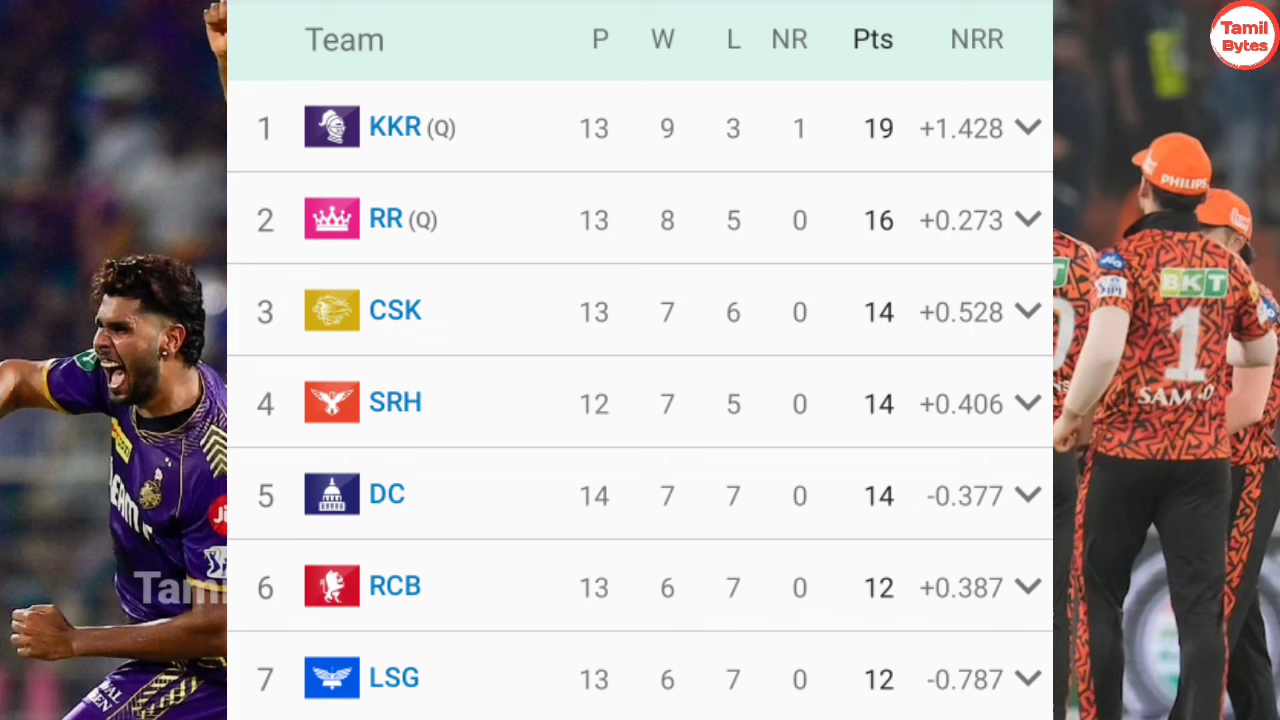 Team P W L NR Pts NRR
1 KKR (Q) 13 9 3 1 19 +1.428
2 RR (Q) 13 8 5 0 16 +0.273
3 CSK 13 7 6 0 14 +0.528
4 SRH 12 7 5 0 14 +0.406
5 DC 14 7 7 0 14 -0.377
6 RCB 13 6 7 0 12 +0.387
7 LSG 13 6 7 0 12 -0.787
Tamil
Bytes
PHILIPS
BKT
1
Tami